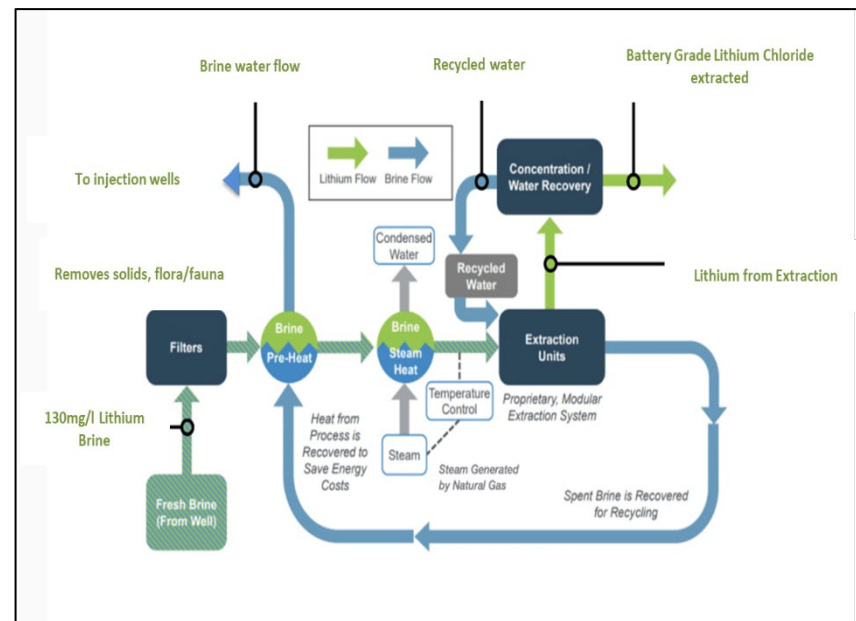 Brine water flow
Recycled water
Battery Grade Lithium Chloride
extracted
To injection wells
Lithium Flow
Brine Flow
Concentration /
Water Recovery
Condensed
Water
Removes solids, flora/fauna
Recycled
Water
Lithium from Extraction
Filters
Brine
Pre-Heat
Brine
Steam
Heat
Extraction
Units
130mg/l Lithium
Brine
Heat from
Process is
Recovered to
Save Energy
Costs
Temperature
Control
Proprietary, Modular
Extraction System
Steam
Steam Generated
by Natural Gas
Fresh Brine
(From Well)
Spent Brine is Recovered
for Recycling